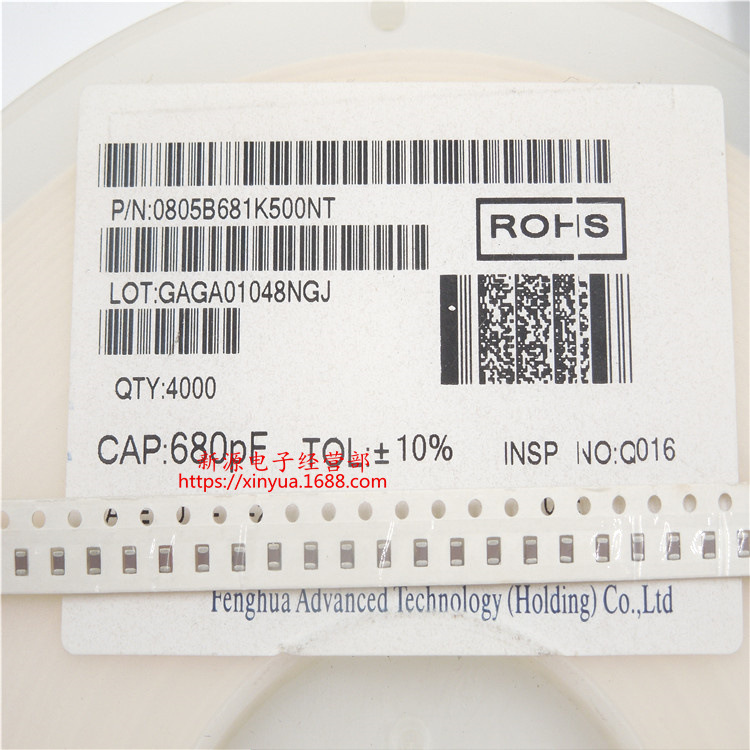 P/N:0805B681K500NT
ROHS
LOT:GAGA01048NGJ
QTY:4000
CAP:680pF TOL:±10% INSP NO:Q016
新源电子经营部
https://xinyua.1688.com
Fenghua Advanced Technology (Holding) Co.,Ltd